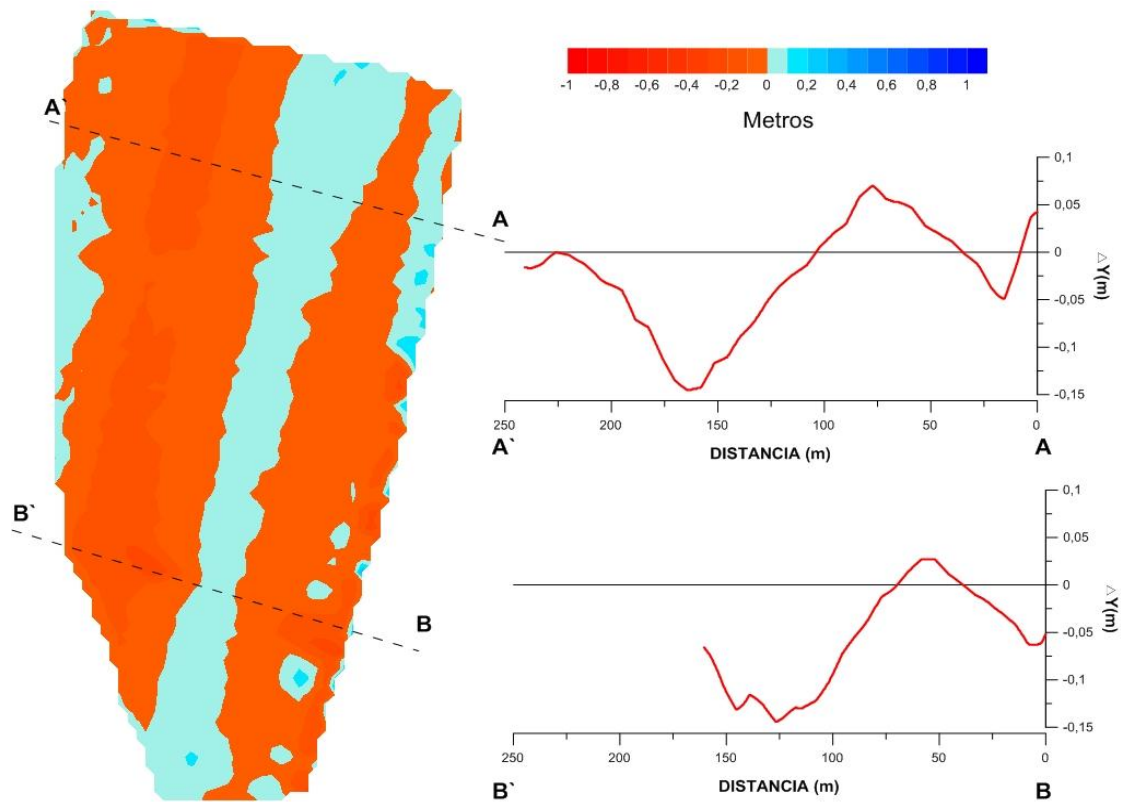 -1 -0,8 -0,6 -0,4 -0,2 0 0,2 0,4 0,6 0,8 1
Metros
A`
A
B`
B
0,1
0,05
0
-0,05
-0,1
-0,15
△Y(m)
250 200 150 100 50 0
A` DISTANCIA (m) A
0,1
0,05
0
-0,05
-0,1
-0,15
△Y(m)
250 200 150 100 50 0
B` DISTANCIA (m) B